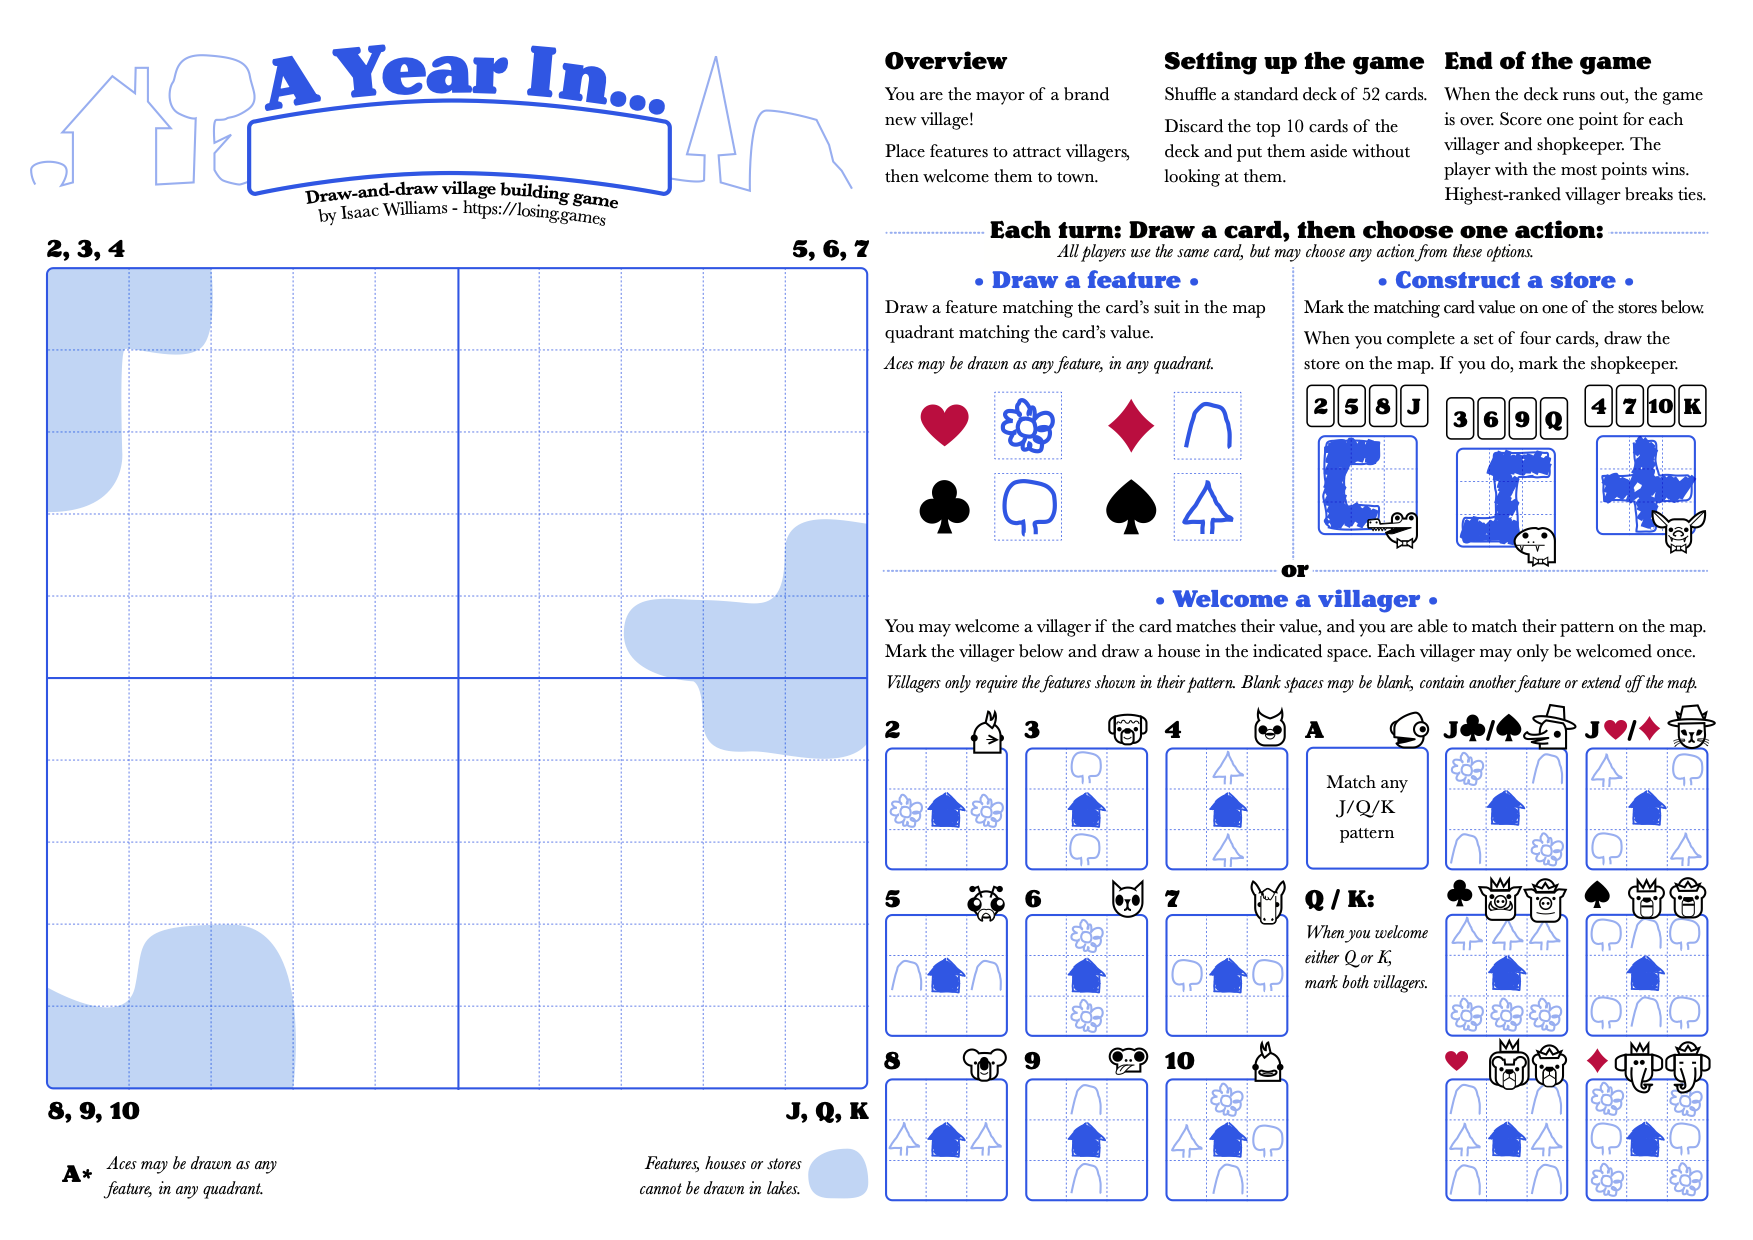 A Year In...
Draw-and-draw village building game
by Isaac Williams - https://losing.games
2, 3, 4
5, 6, 7
8, 9, 10
J, Q, K
A*
Aces may be drawn as any
feature, in any quadrant.
Features, houses or stores
cannot be drawn in lakes.
Overview
You are the mayor of a brand
new village!
Place features to attract villagers,
then welcome them to town.
Setting up the game
Shuffle a standard deck of 52 cards.
Discard the top 10 cards of the
deck and put them aside without
looking at them.
End of the game
When the deck runs out, the game
is over. Score one point for each
villager and shopkeeper. The
player with the most points wins.
Highest-ranked villager breaks ties.
Each turn: Draw a card, then choose one action:
All players use the same card, but may choose any action from these options.
• Draw a feature •
Draw a feature matching the card's suit in the map
quadrant matching the card's value.
Aces may be drawn as any feature, in any quadrant.
• Construct a store •
Mark the matching card value on one of the stores below.
When you complete a set of four cards, draw the
store on the map. If you do, mark the shopkeeper.
2 5 8 J
3 6 9 Q
4 7 10 K
or
• Welcome a villager •
You may welcome a villager if the card matches their value, and you are able to match their pattern on the map.
Mark the villager below and draw a house in the indicated space. Each villager may only be welcomed once.
Villagers only require the features shown in their pattern. Blank spaces may be blank, contain another feature or extend off the map.
2
3
4
A
J♣/♠
J♥/♦
Match any
J/Q/K
pattern
5
6
7
Q / K:
When you welcome
either Q or K,
mark both villagers.
♣
♠
8
9
10
♥
♦